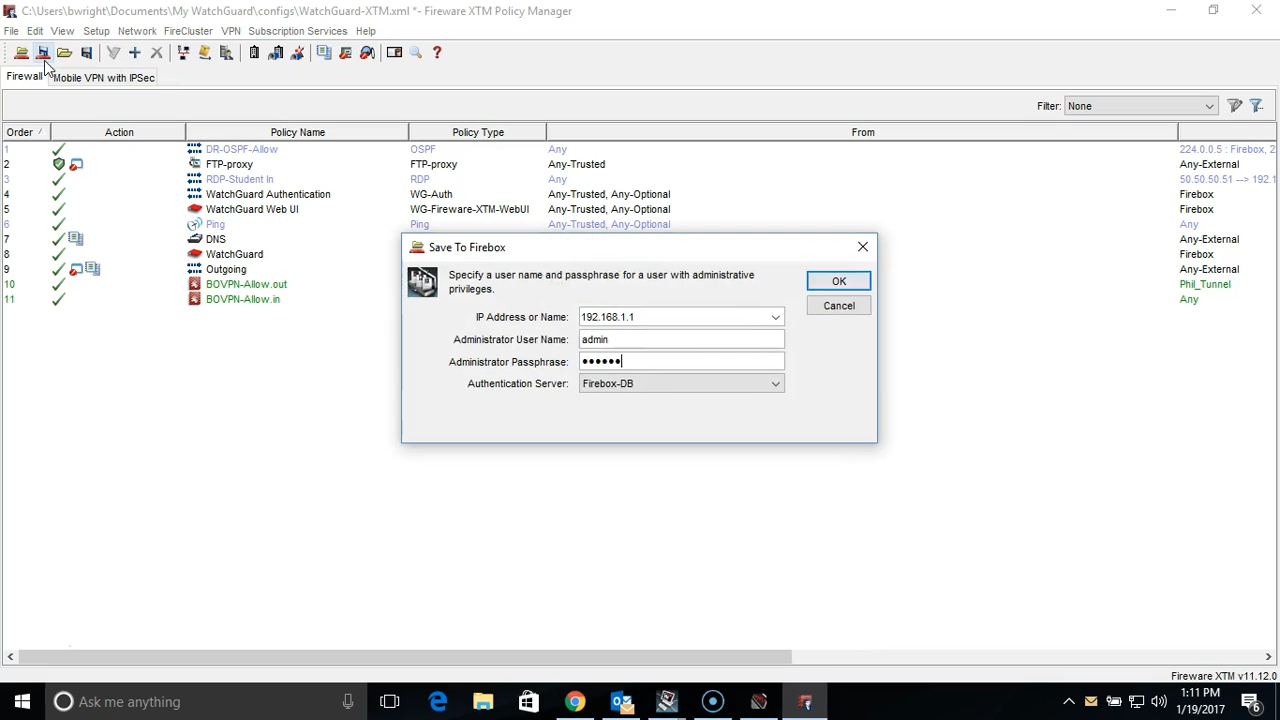 C:\Users\bwright\Documents\My WatchGuard\configs\WatchGuard-XTM.xml *- Fireware XTM Policy Manager
File Edit View Setup Network FireCluster VPN Subscription Services Help
Firewall Mobile VPN with IPSec
Filter: None
Order / Action Policy Name Policy Type From
1 DR-OSPF-Allow OSPF Any 224.0.0.5 : Firebox, 2
2 FTP-proxy FTP-proxy Any-Trusted Any-External
3 RDP-Student In RDP Any 50.50.50.51 --> 192.1
4 WatchGuard Authentication WG-Auth Any-Trusted, Any-Optional Firebox
5 WatchGuard Web UI WG-Fireware-XTM-WebUI Any-Trusted, Any-Optional Firebox
6 Ping Ping Any-Trusted, Any-Optional Any
7 DNS Any-External
8 WatchGuard Firebox
9 Outgoing Any-External
10 BOVPN-Allow.out Phil_Tunnel
11 BOVPN-Allow.in Any
Save To Firebox
Specify a user name and passphrase for a user with administrative
privileges.
OK
Cancel
IP Address or Name: 192.168.1.1
Administrator User Name: admin
Administrator Passphrase: ••••••
Authentication Server: Firebox-DB
Fireware XTM v11.12.0
Ask me anything
1:11 PM
1/19/2017
6